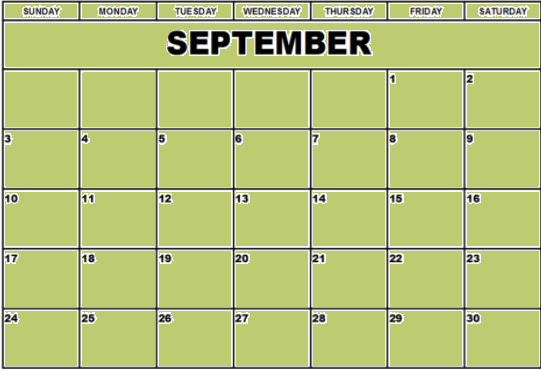 SUNDAY MONDAY TUESDAY WEDNESDAY THURSDAY FRIDAY SATURDAY
SEPTEMBER
1 2
3 4 5 6 7 8 9
10 11 12 13 14 15 16
17 18 19 20 21 22 23
24 25 26 27 28 29 30